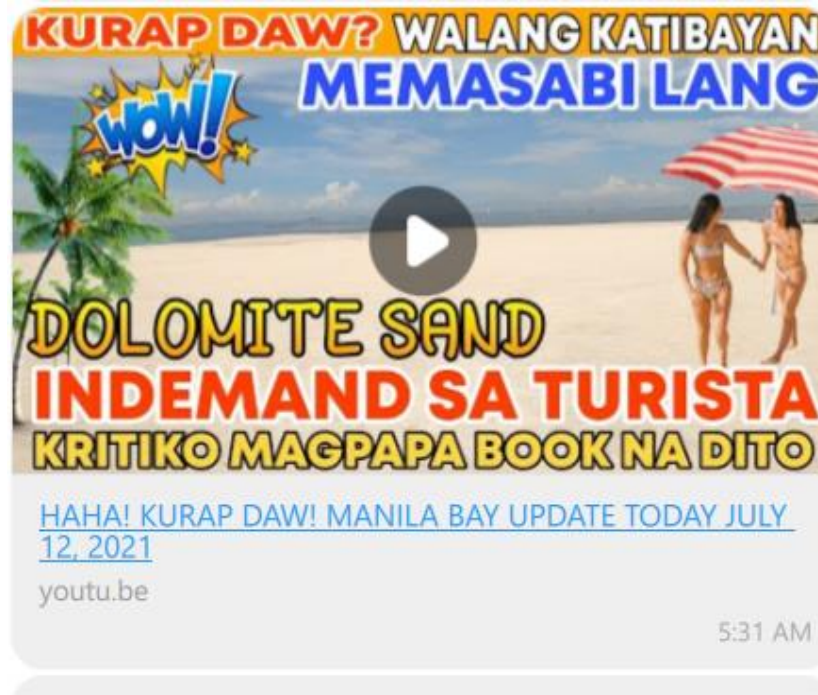 KURAP DAW? WALANG KATIBAYAN
MEMASABI LANG
WOW!
DOLOMITE SAND
INDEMAND SA TURISTA
KRITIKO MAGPAPA BOOK NA DITO
HAHA! KURAP DAW! MANILA BAY UPDATE TODAY JULY
12, 2021
youtu.be
5:31 AM